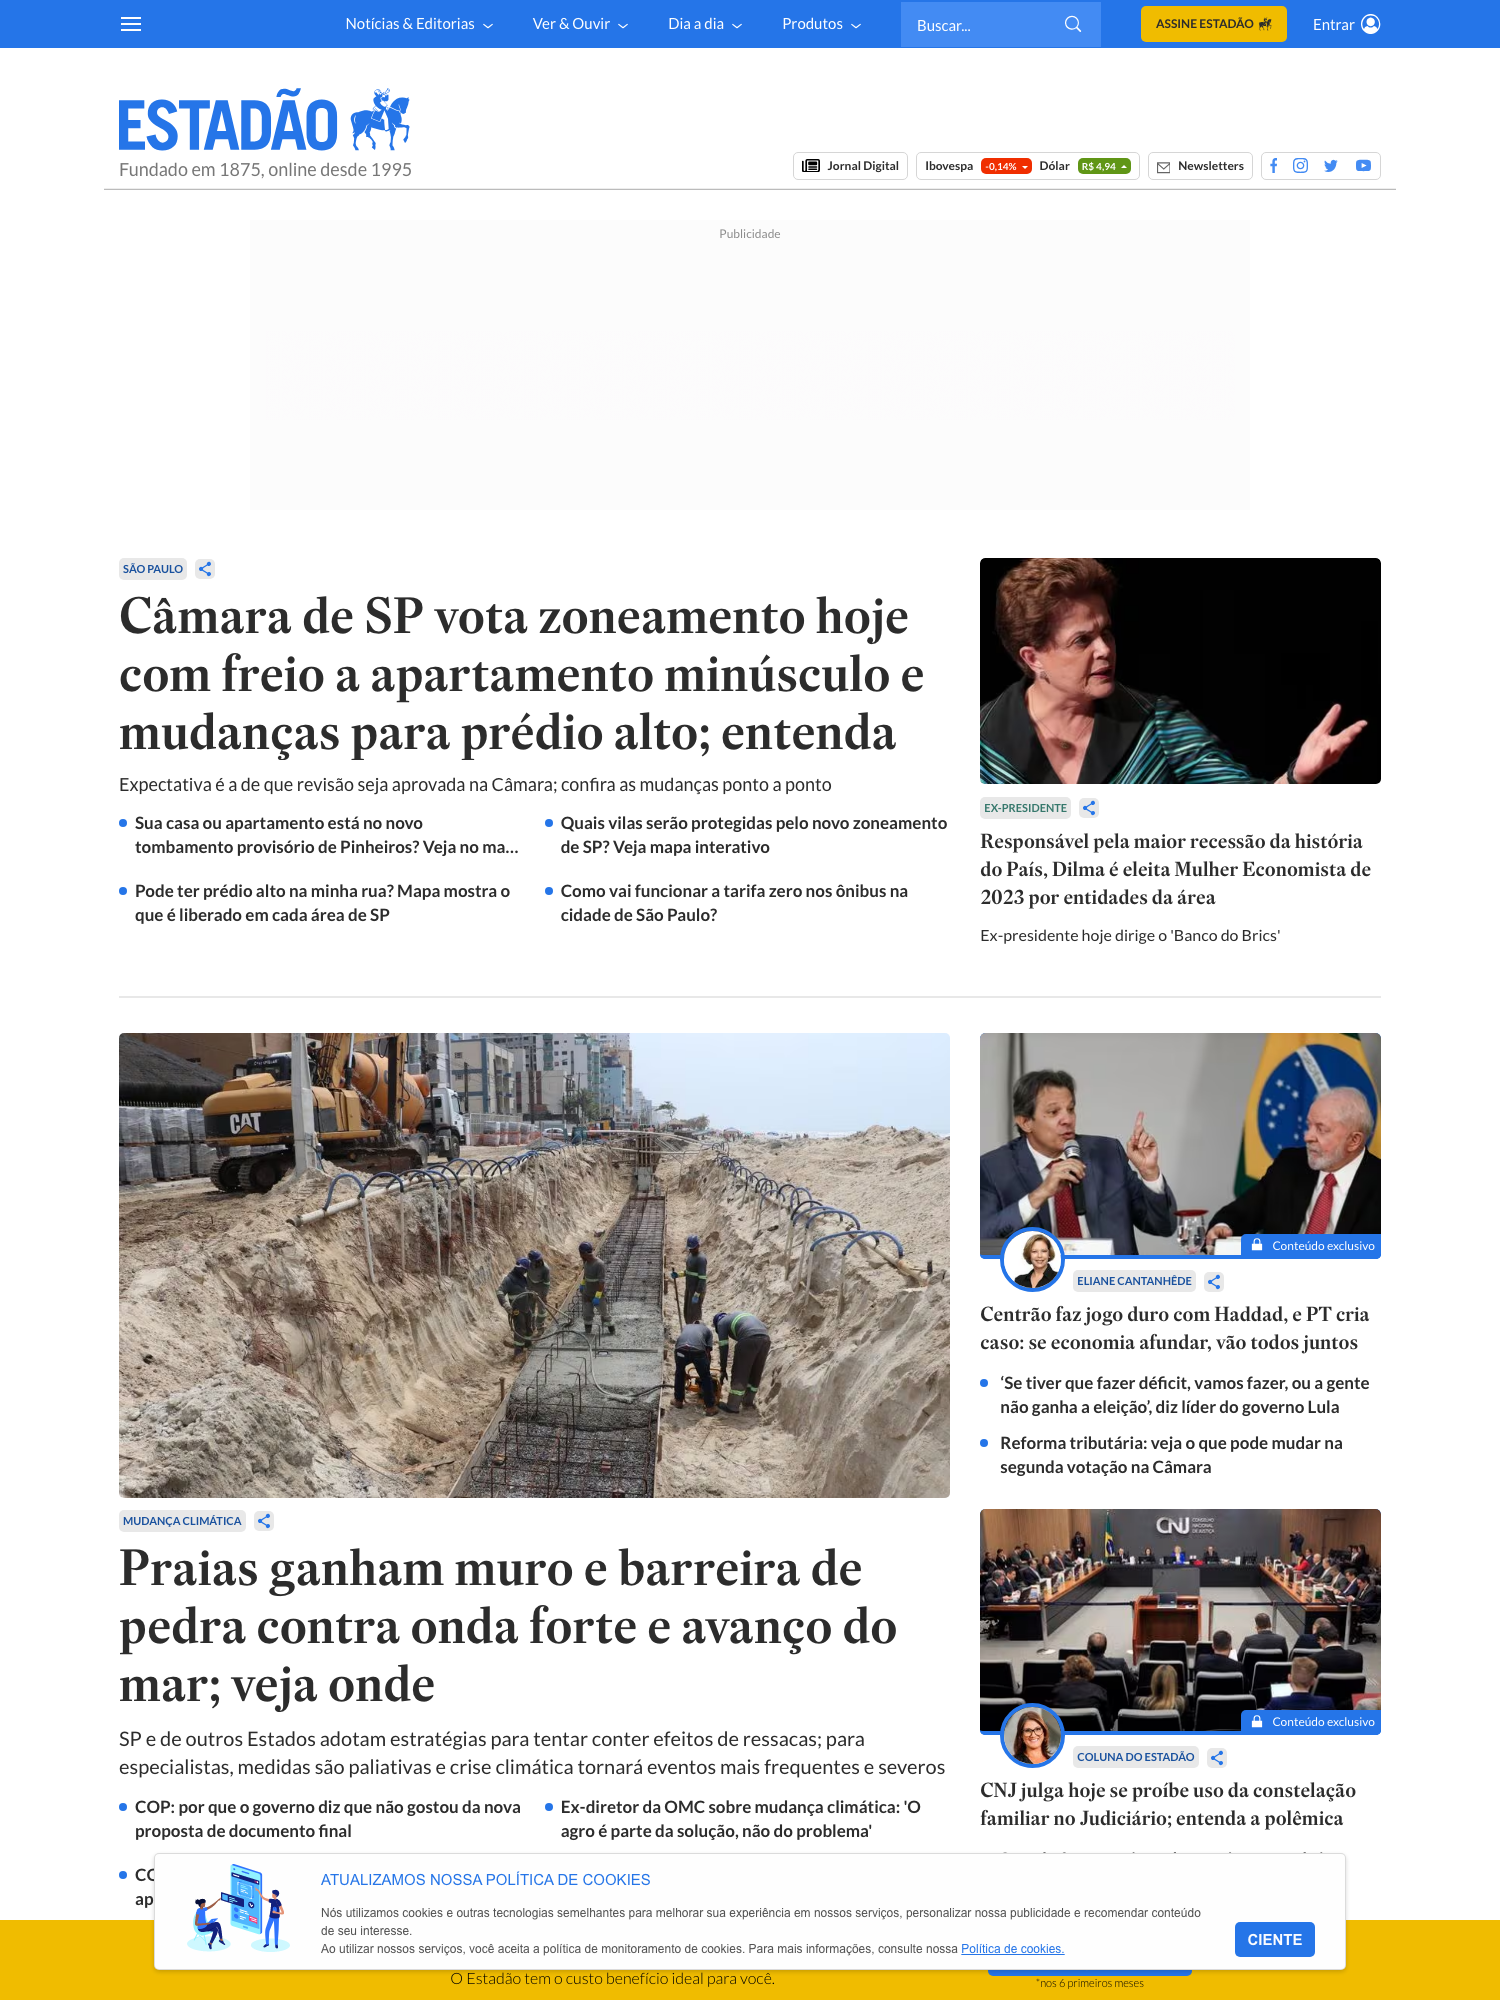 Notícias & Editorias
Ver & Ouvir
Dia a dia
Produtos
Buscar...
ASSINE ESTADÃO
Entrar
ESTADÃO
Fundado em 1875, online desde 1995
Jornal Digital
Ibovespa -0,14% Dólar R$ 4,94
Newsletters
Publicidade
SÃO PAULO
Câmara de SP vota zoneamento hoje
com freio a apartamento minúsculo e
mudanças para prédio alto; entenda
Expectativa é a de que revisão seja aprovada na Câmara; confira as mudanças ponto a ponto
Sua casa ou apartamento está no novo
tombamento provisório de Pinheiros? Veja no ma...
Quais vilas serão protegidas pelo novo zoneamento
de SP? Veja mapa interativo
Pode ter prédio alto na minha rua? Mapa mostra o
que é liberado em cada área de SP
Como vai funcionar a tarifa zero nos ônibus na
cidade de São Paulo?
EX-PRESIDENTE
Responsável pela maior recessão da história
do País, Dilma é eleita Mulher Economista de
2023 por entidades da área
Ex-presidente hoje dirige o 'Banco do Brics'
CAT
MUDANÇA CLIMÁTICA
Praias ganham muro e barreira de
pedra contra onda forte e avanço do
mar; veja onde
SP e de outros Estados adotam estratégias para tentar conter efeitos de ressacas; para
especialistas, medidas são paliativas e crise climática tornará eventos mais frequentes e severos
COP: por que o governo diz que não gostou da nova
proposta de documento final
Ex-diretor da OMC sobre mudança climática: 'O
agro é parte da solução, não do problema'
Conteúdo exclusivo
ELIANE CANTANHÊDE
Centrão faz jogo duro com Haddad, e PT cria
caso: se economia afundar, vão todos juntos
‘Se tiver que fazer déficit, vamos fazer, ou a gente
não ganha a eleição’, diz líder do governo Lula
Reforma tributária: veja o que pode mudar na
segunda votação na Câmara
CNJ CONSELHO
NACIONAL
DE JUSTIÇA
Conteúdo exclusivo
COLUNA DO ESTADÃO
CNJ julga hoje se proíbe uso da constelação
familiar no Judiciário; entenda a polêmica
ATUALIZAMOS NOSSA POLÍTICA DE COOKIES
Nós utilizamos cookies e outras tecnologias semelhantes para melhorar sua experiência em nossos serviços, personalizar nossa publicidade e recomendar conteúdo
de seu interesse.
Ao utilizar nossos serviços, você aceita a política de monitoramento de cookies. Para mais informações, consulte nossa Política de cookies.
CIENTE
O Estadão tem o custo benefício ideal para você.
*nos 6 primeiros meses